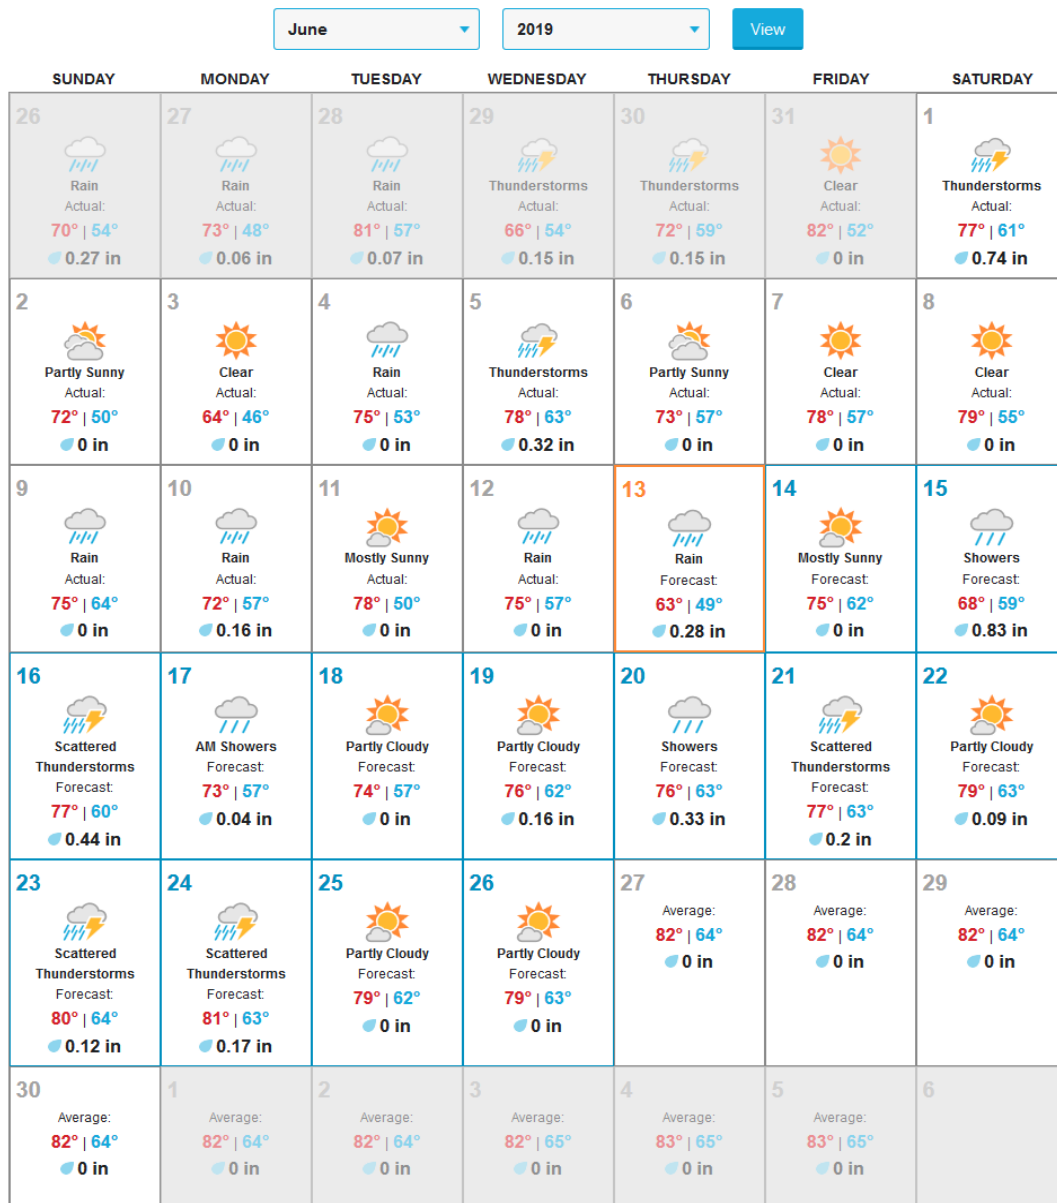 June 2019 View
SUNDAY MONDAY TUESDAY WEDNESDAY THURSDAY FRIDAY SATURDAY
26 27 28 29 30 31 1
Rain Rain Rain Thunderstorms Thunderstorms Clear Thunderstorms
Actual: Actual: Actual: Actual: Actual: Actual: Actual:
70° | 54° 73° | 48° 81° | 57° 66° | 54° 72° | 59° 82° | 52° 77° | 61°
0.27 in 0.06 in 0.07 in 0.15 in 0.15 in 0 in 0.74 in
2 3 4 5 6 7 8
Partly Sunny Clear Rain Thunderstorms Partly Sunny Clear Clear
Actual: Actual: Actual: Actual: Actual: Actual: Actual:
72° | 50° 64° | 46° 75° | 53° 78° | 63° 73° | 57° 78° | 57° 79° | 55°
0 in 0 in 0 in 0.32 in 0 in 0 in 0 in
9 10 11 12 13 14 15
Rain Rain Mostly Sunny Rain Rain Mostly Sunny Showers
Actual: Actual: Actual: Actual: Forecast: Forecast: Forecast:
75° | 64° 72° | 57° 78° | 50° 75° | 57° 63° | 49° 75° | 62° 68° | 59°
0 in 0.16 in 0 in 0 in 0.28 in 0 in 0.83 in
16 17 18 19 20 21 22
Scattered AM Showers Partly Cloudy Partly Cloudy Showers Scattered Partly Cloudy
Thunderstorms Forecast: Forecast: Forecast: Forecast: Thunderstorms Forecast:
Forecast: 73° | 57° 74° | 57° 76° | 62° 76° | 63° Forecast: 79° | 63°
77° | 60° 0.04 in 0 in 0.16 in 0.33 in 77° | 63° 0.09 in
0.44 in 0.2 in
23 24 25 26 27 28 29
Scattered Scattered Partly Cloudy Partly Cloudy Average: Average: Average:
Thunderstorms Thunderstorms Forecast: Forecast: 82° | 64° 82° | 64° 82° | 64°
Forecast: Forecast: 79° | 62° 79° | 63° 0 in 0 in 0 in
80° | 64° 81° | 63° 0 in 0 in
0.12 in 0.17 in
30 1 2 3 4 5 6
Average: Average: Average: Average: Average: Average:
82° | 64° 82° | 64° 82° | 64° 82° | 65° 83° | 65° 83° | 65°
0 in 0 in 0 in 0 in 0 in 0 in